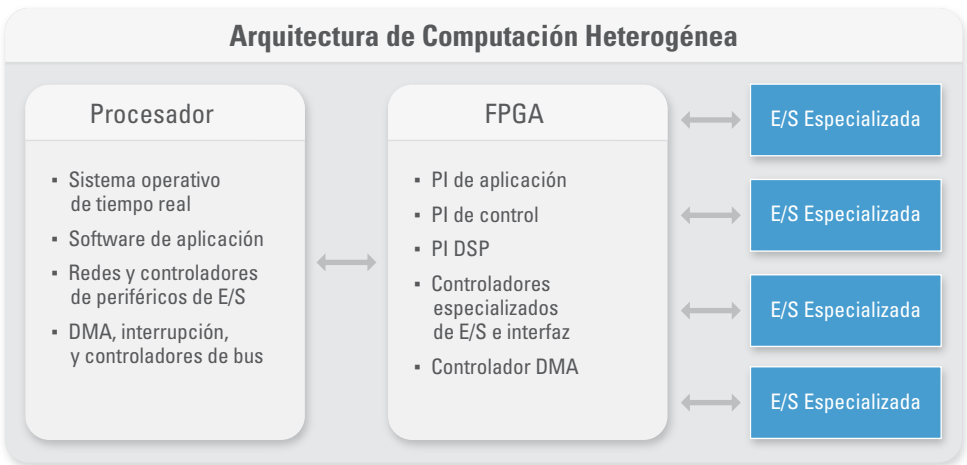 Arquitectura de Computación Heterogénea
Procesador
▪ Sistema operativo
de tiempo real
▪ Software de aplicación
▪ Redes y controladores
de periféricos de E/S
▪ DMA, interrupción,
y controladores de bus
FPGA
▪ PI de aplicación
▪ PI de control
▪ PI DSP
▪ Controladores
especializados
de E/S e interfaz
▪ Controlador DMA
E/S Especializada
E/S Especializada
E/S Especializada
E/S Especializada